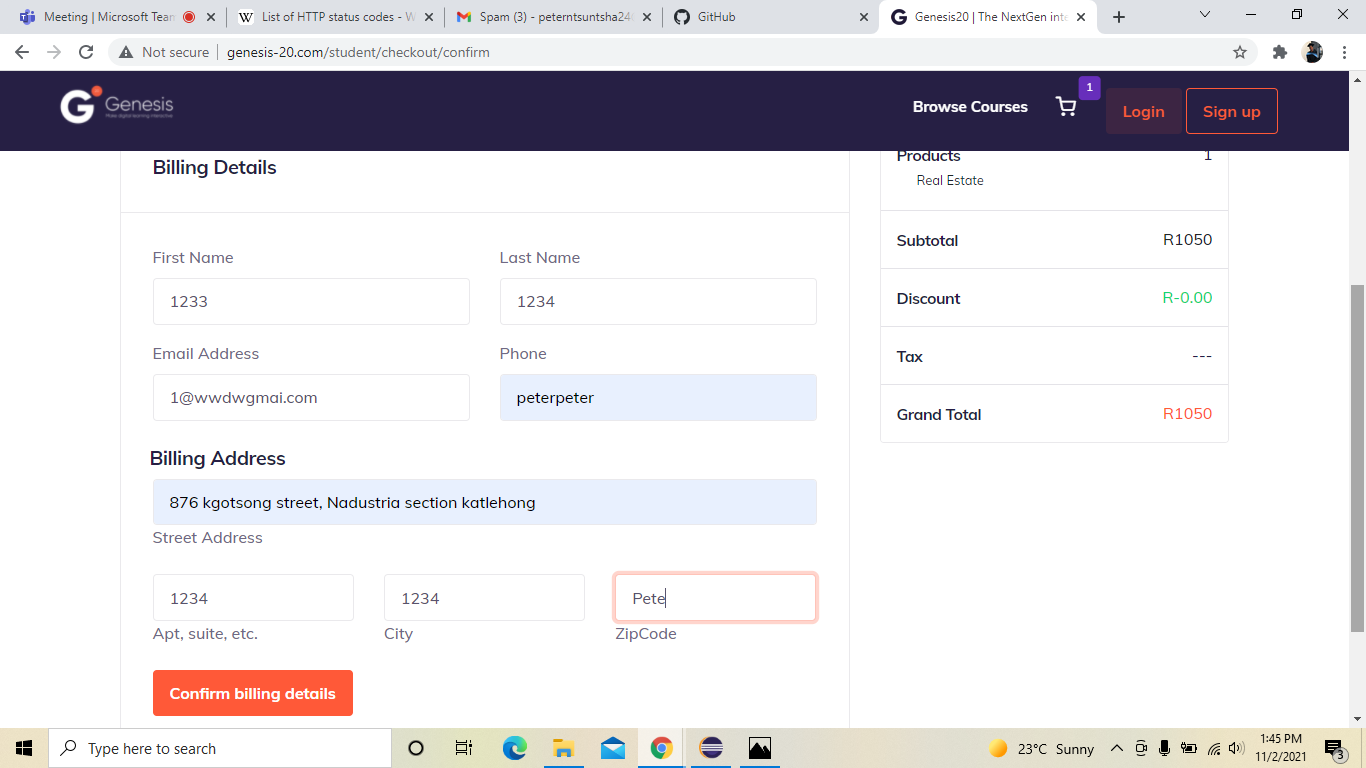 Meeting | Microsoft Tean
List of HTTP status codes - W
Spam (3) - peterntsuntsha24
GitHub
Genesis20 | The NextGen inte
Not secure
genesis-20.com/student/checkout/confirm
Genesis
Make digital learning interactive
Browse Courses
1
Login
Sign up
Billing Details
First Name
Last Name
1233
1234
Email Address
Phone
1@wwdwgmai.com
peterpeter
Billing Address
876 kgotsong street, Nadustria section katlehong
Street Address
1234
1234
Pete
Apt, suite, etc.
City
ZipCode
Confirm billing details
Products 1
Real Estate
Subtotal R1050
Discount R-0.00
Tax ---
Grand Total R1050
Type here to search
23°C Sunny
1:45 PM
11/2/2021
3